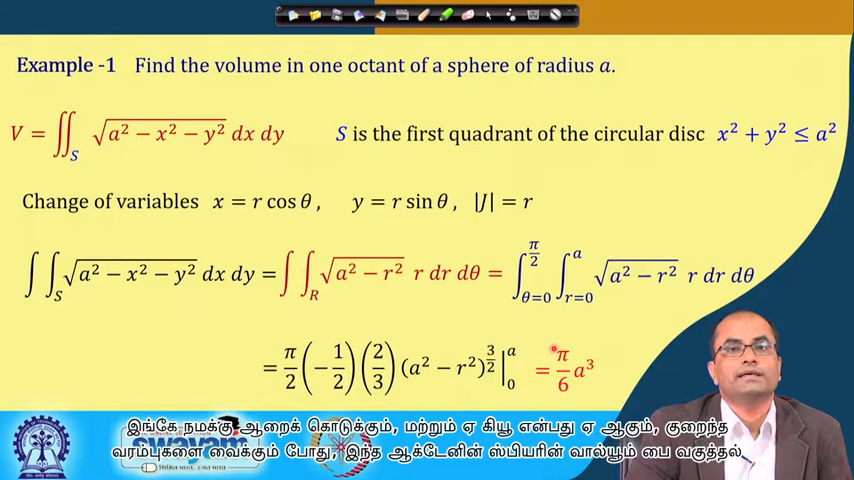 Example -1 Find the volume in one octant of a sphere of radius a.
V = ∬_S √(a² − x² − y²) dx dy S is the first quadrant of the circular disc x² + y² ≤ a²
Change of variables x = r cos θ , y = r sin θ , |J| = r
∫∫_S √(a² − x² − y²) dx dy = ∫∫_R √(a² − r²) r dr dθ = ∫_{θ=0}^{π/2} ∫_{r=0}^{a} √(a² − r²) r dr dθ
= π/2 (−1/2) (2/3) (a² − r²)^{3/2} |_0^a = π/6 a³
இங்கே நமக்கு ஆறைக் கொடுக்கும், மற்றும் ஏ கியூ என்பது ஏ ஆகும், குறைந்த
வரம்புகளை வைக்கும் போது, இந்த ஆக்டேனின் ஸ்பியரின் வால்யூம் பை வகுத்தல்
swayam